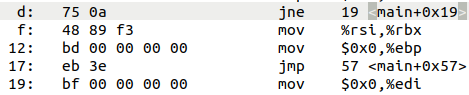 d: 75 0a jne 19 <main+0x19>
f: 48 89 f3 mov %rsi,%rbx
12: bd 00 00 00 00 mov $0x0,%ebp
17: eb 3e jmp 57 <main+0x57>
19: bf 00 00 00 00 mov $0x0,%edi